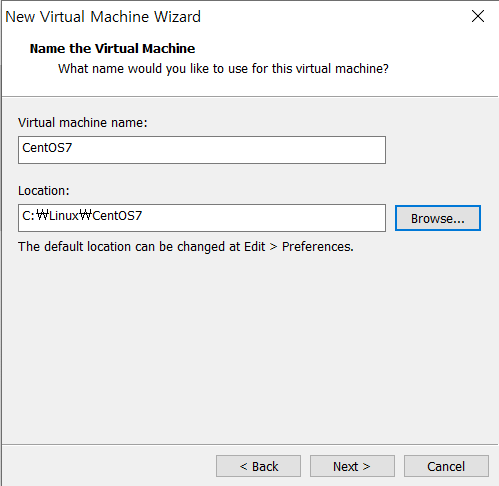 New Virtual Machine Wizard
Name the Virtual Machine
What name would you like to use for this virtual machine?
Virtual machine name:
CentOS7
Location:
C:₩Linux₩CentOS7
Browse...
The default location can be changed at Edit > Preferences.
< Back
Next >
Cancel